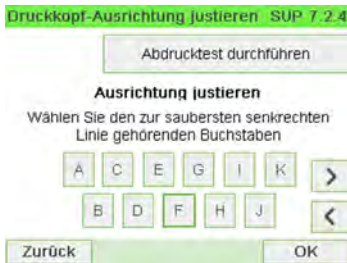 Druckkopf-Ausrichtung justieren SUP 7.2.4
Abdrucktest durchführen
Ausrichtung justieren
Wählen Sie den zur saubersten senkrechten
Linie gehörenden Buchstaben
A C E G I K >
B D F H J <
Zurück OK